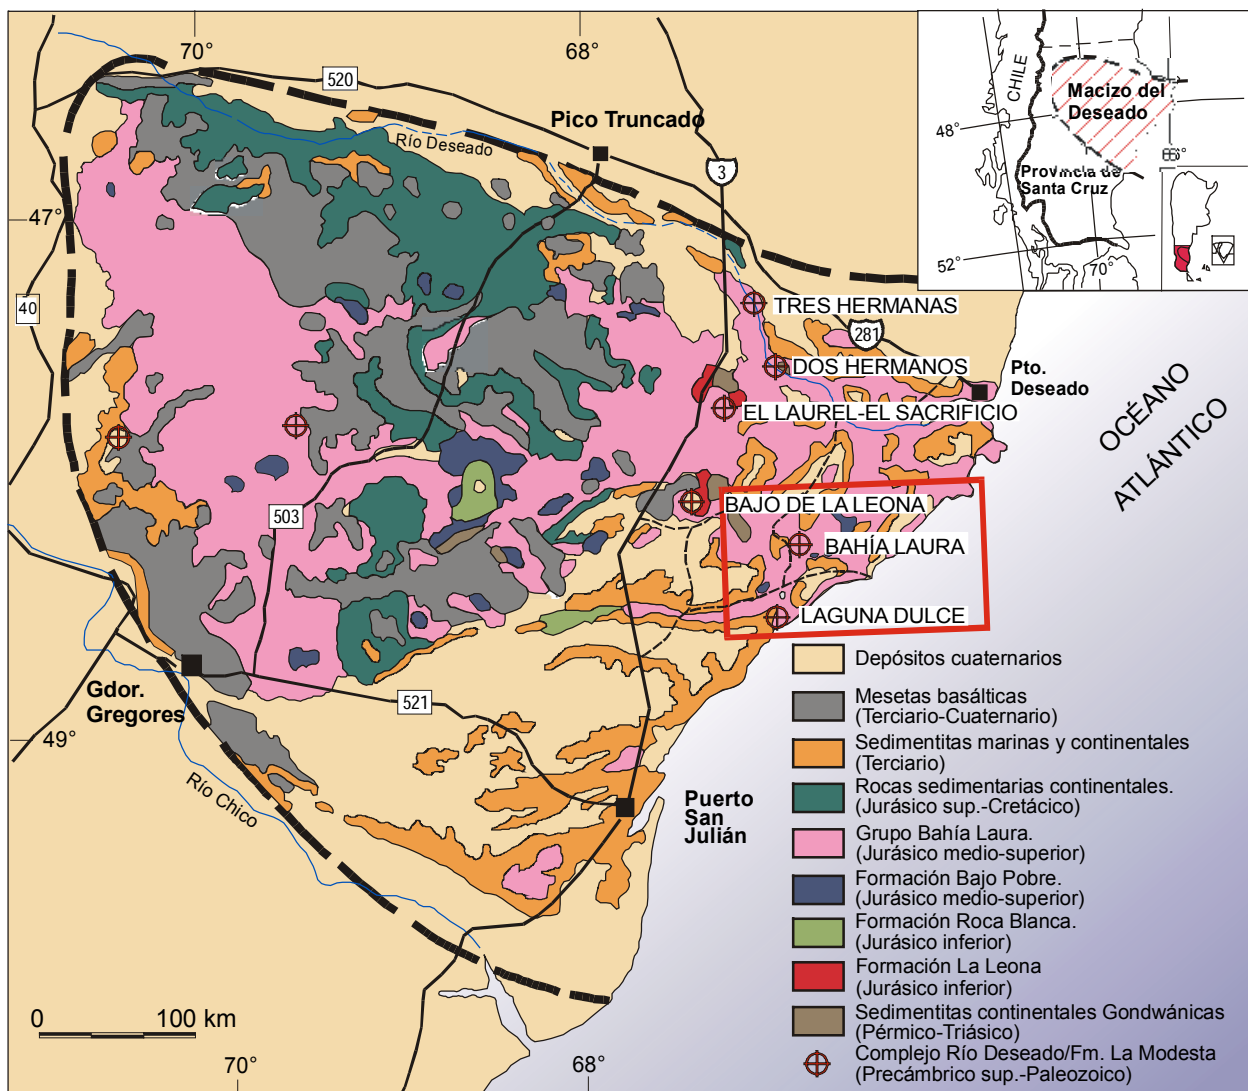 70°
68°
520
Pico Truncado
Río Deseado
3
47°
40
TRES HERMANAS
281
DOS HERMANOS
Pto.
Deseado
EL LAUREL-EL SACRIFICIO
OCÉANO
ATLÁNTICO
503
BAJO DE LA LEONA
BAHÍA LAURA
LAGUNA DULCE
Gdor.
Gregores
521
49°
Río Chico
Puerto
San
Julián
0
100 km
70°
68°
CHILE
Macizo del
Deseado
48°
66°
Provincia de
Santa Cruz
52°
70°
Depósitos cuaternarios
Mesetas basálticas
(Terciario-Cuaternario)
Sedimentitas marinas y continentales
(Terciario)
Rocas sedimentarias continentales.
(Jurásico sup.-Cretácico)
Grupo Bahía Laura.
(Jurásico medio-superior)
Formación Bajo Pobre.
(Jurásico medio-superior)
Formación Roca Blanca.
(Jurásico inferior)
Formación La Leona
(Jurásico inferior)
Sedimentitas continentales Gondwánicas
(Pérmico-Triásico)
Complejo Río Deseado/Fm. La Modesta
(Precámbrico sup.-Paleozoico)